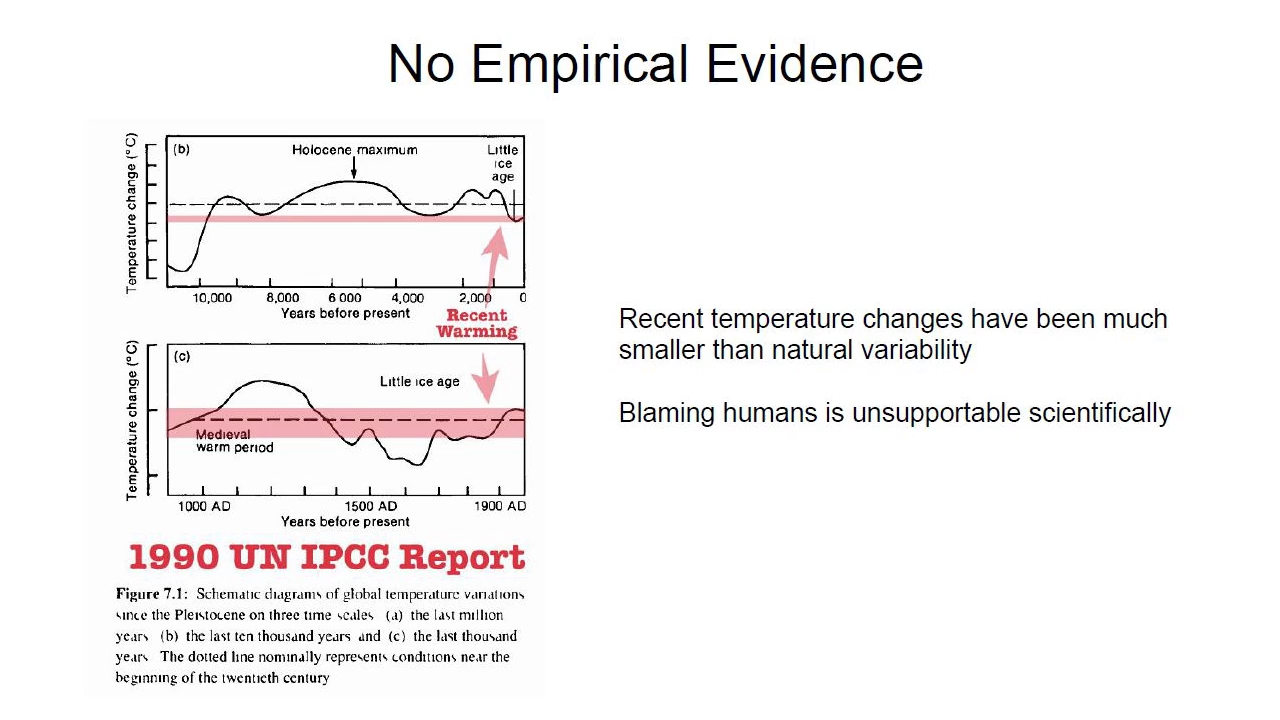 No Empirical Evidence
Temperature change (°C)
(b)
Holocene maximum
Little
ice
age
10,000 8,000 6 000 4,000 2,000 0
Years before present
Recent
Warming
Temperature change (°C)
(c)
Little ice age
Medieval
warm period
1000 AD 1500 AD 1900 AD
Years before present
1990 UN IPCC Report
Figure 7.1: Schematic diagrams of global temperature variations
since the Pleistocene on three time scales (a) the last million
years (b) the last ten thousand years and (c) the last thousand
years The dotted line nominally represents conditions near the
beginning of the twentieth century
Recent temperature changes have been much
smaller than natural variability
Blaming humans is unsupportable scientifically